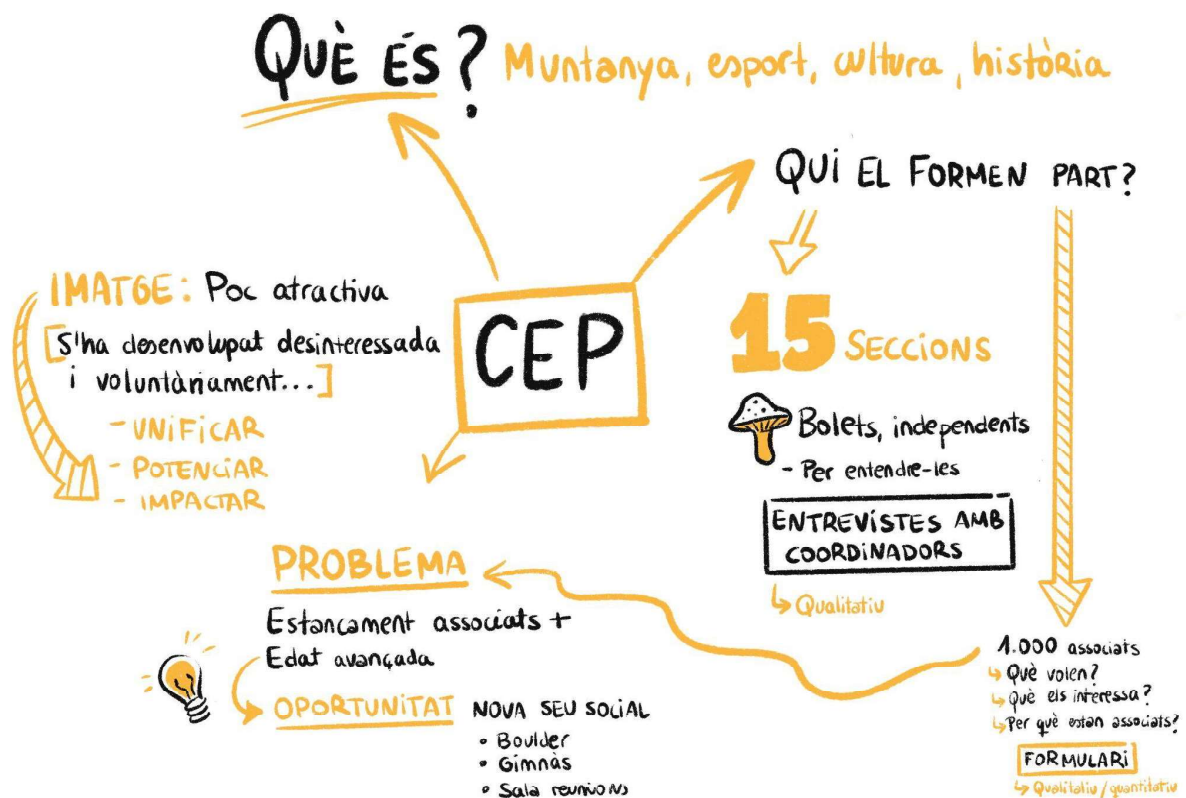 QUÈ ÉS? Muntanya, esport, cultura, història
QUI EL FORMEN PART?
CEP
IMATGE: Poc atractiva
[S'ha desenvolupat desinteressada
i voluntàriament...]
- UNIFICAR
- POTENCIAR
- IMPACTAR
15 SECCIONS
Bolets, independents
- Per entendre-les
ENTREVISTES AMB
COORDINADORS
Qualitatiu
PROBLEMA
Estancament associats +
Edat avançada
OPORTUNITAT NOVA SEU SOCIAL
• Boulder
• Gimnàs
• Sala reunions
1.000 associats
Què volen?
Què els interessa?
Per què estan associats?
FORMULARI
Qualitatiu/quantitatiu